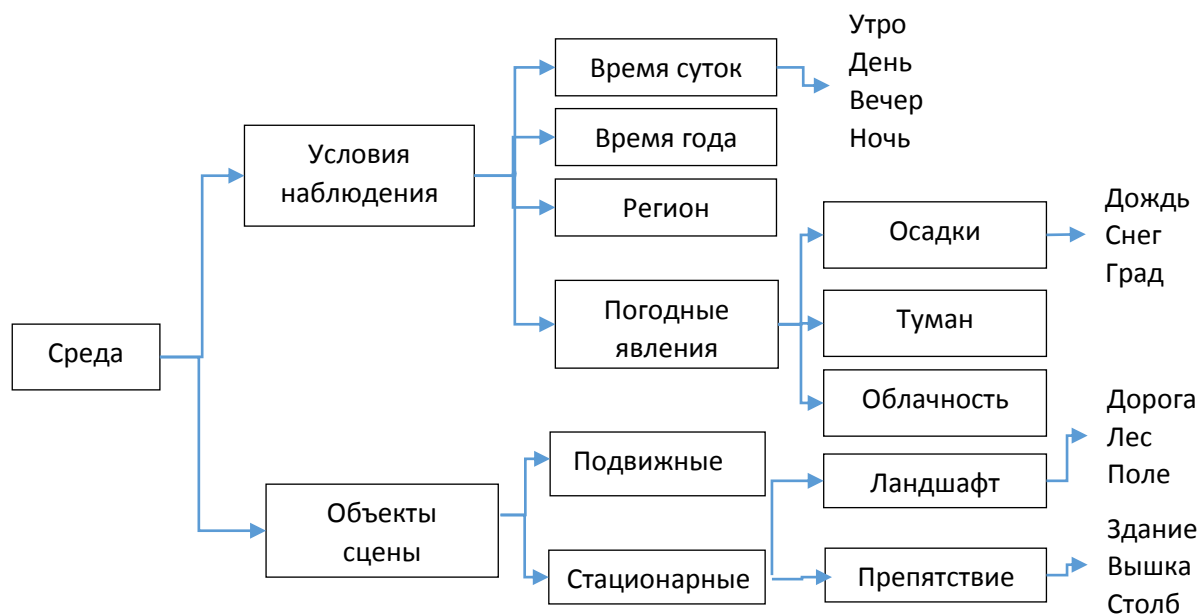 Среда
Условия
наблюдения
Время суток
Утро
День
Вечер
Ночь
Время года
Регион
Погодные
явления
Осадки
Дождь
Снег
Град
Туман
Облачность
Объекты
сцены
Подвижные
Стационарные
Ландшафт
Дорога
Лес
Поле
Препятствие
Здание
Вышка
Столб